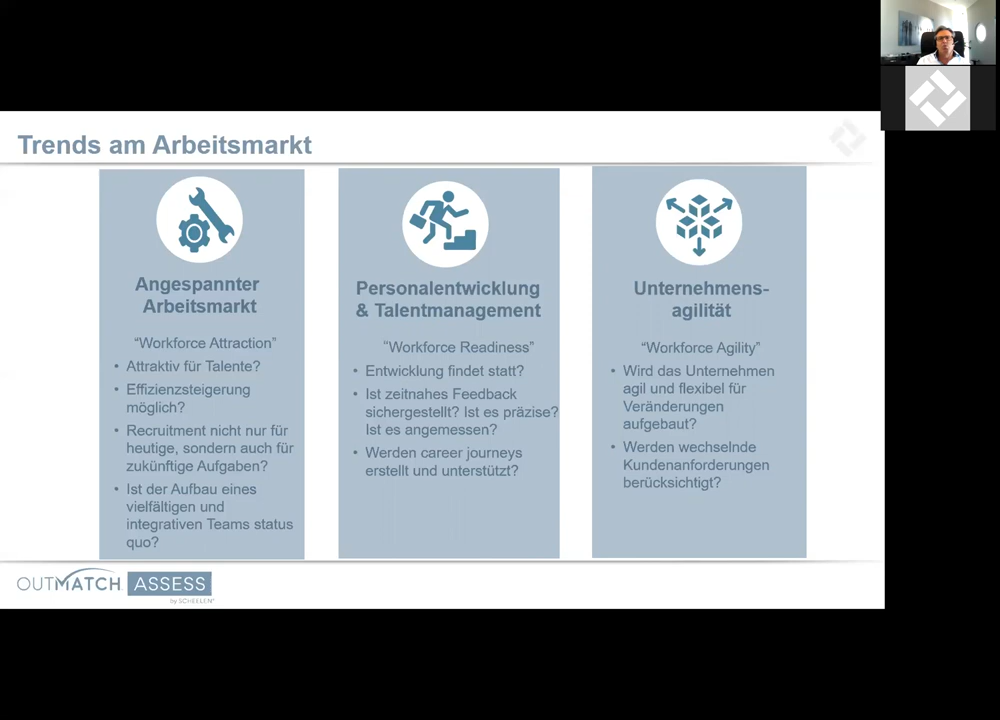 Trends am Arbeitsmarkt
Angespannter
Arbeitsmarkt
“Workforce Attraction”
• Attraktiv für Talente?
• Effizienzsteigerung
möglich?
• Recruitment nicht nur für
heutige, sondern auch für
zukünftige Aufgaben?
• Ist der Aufbau eines
vielfältigen und
integrativen Teams status
quo?
Personalentwicklung
& Talentmanagement
“Workforce Readiness”
• Entwicklung findet statt?
• Ist zeitnahes Feedback
sichergestellt? Ist es präzise?
Ist es angemessen?
• Werden career journeys
erstellt und unterstützt?
Unternehmens-
agilität
“Workforce Agility”
• Wird das Unternehmen
agil und flexibel für
Veränderungen
aufgebaut?
• Werden wechselnde
Kundenanforderungen
berücksichtigt?
OUTMATCH ASSESS
by SCHEELEN®